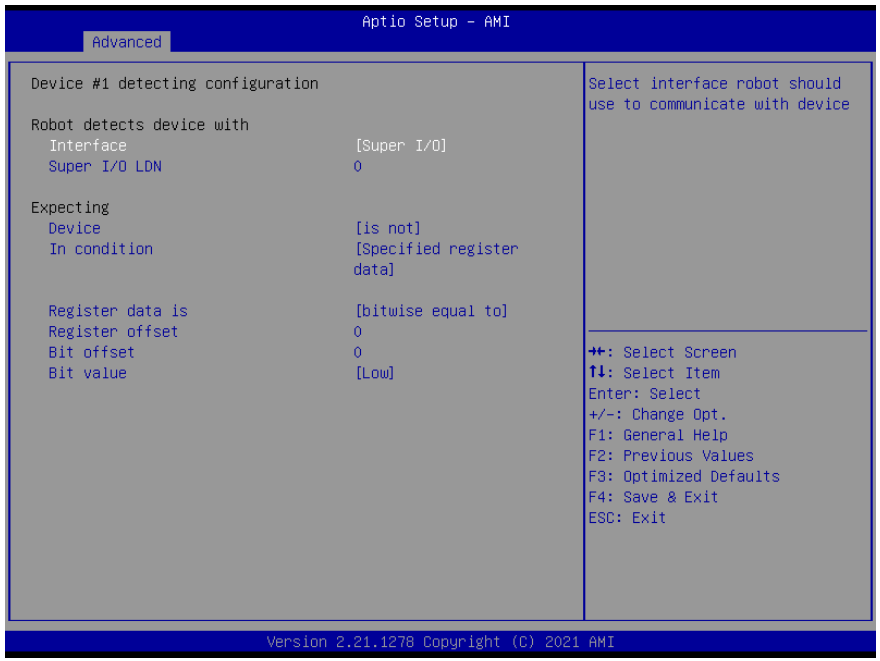 Aptio Setup – AMI
Advanced
Device #1 detecting configuration
Robot detects device with
Interface [Super I/O]
Super I/O LDN 0
Expecting
Device [is not]
In condition [Specified register
data]
Register data is [bitwise equal to]
Register offset 0
Bit offset 0
Bit value [Low]
Select interface robot should
use to communicate with device
→←: Select Screen
↑↓: Select Item
Enter: Select
+/-: Change Opt.
F1: General Help
F2: Previous Values
F3: Optimized Defaults
F4: Save & Exit
ESC: Exit
Version 2.21.1278 Copyright (C) 2021 AMI